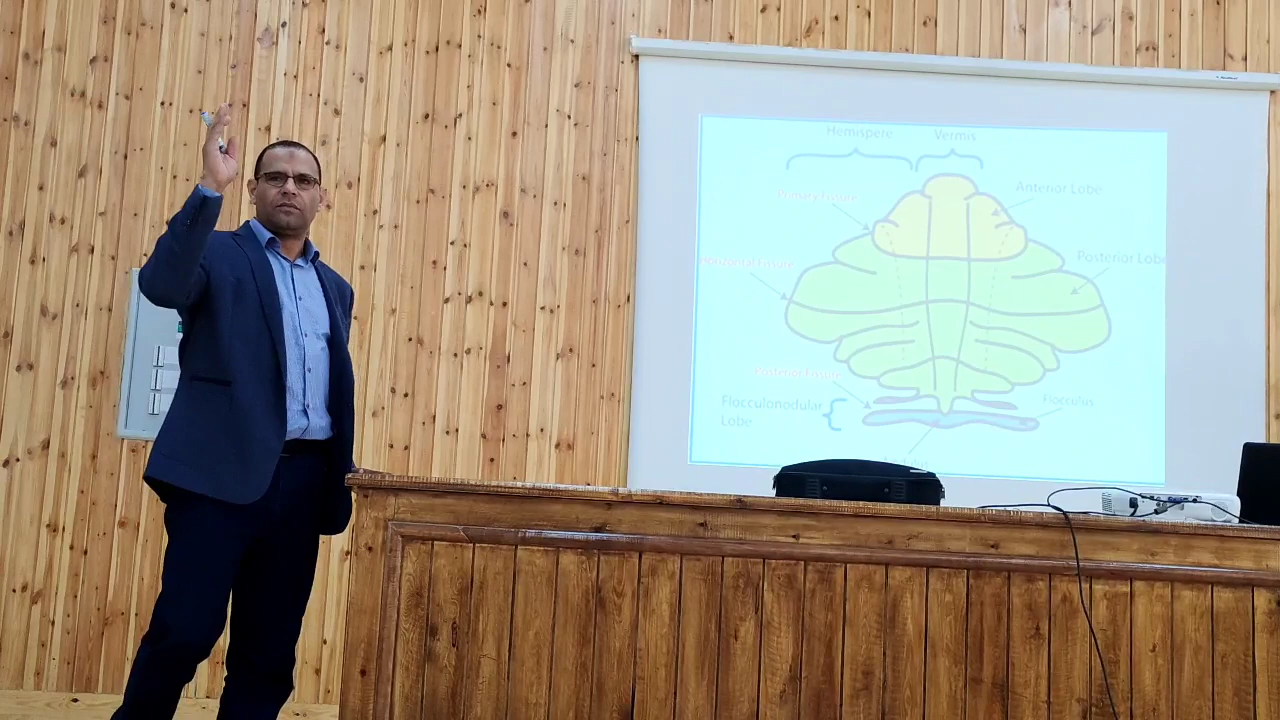 Hemispere
Vermis
Primary Fissure
Anterior Lobe
Horizontal Fissure
Posterior Lobe
Posterior Fissure
Flocculonodular
Lobe
Flocculus